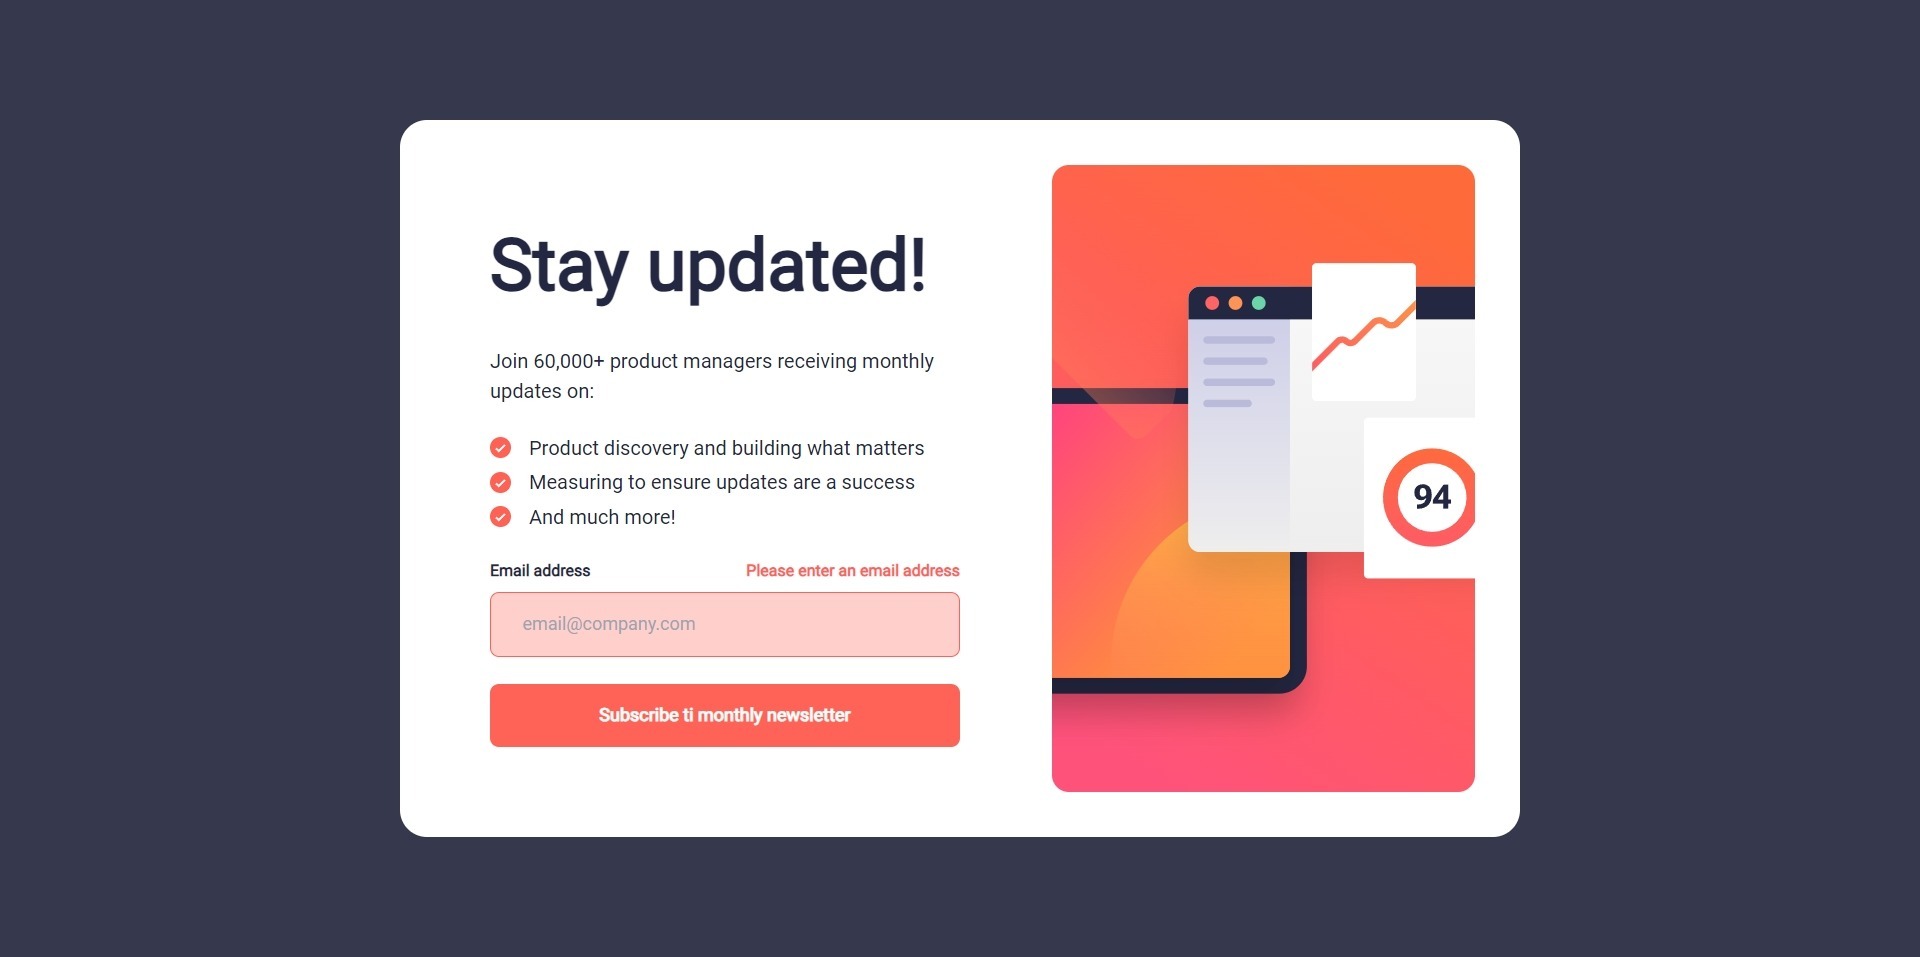 Stay updated!
Join 60,000+ product managers receiving monthly
updates on:
Product discovery and building what matters
Measuring to ensure updates are a success
And much more!
Email address
Please enter an email address
email@company.com
Subscribe ti monthly newsletter
94